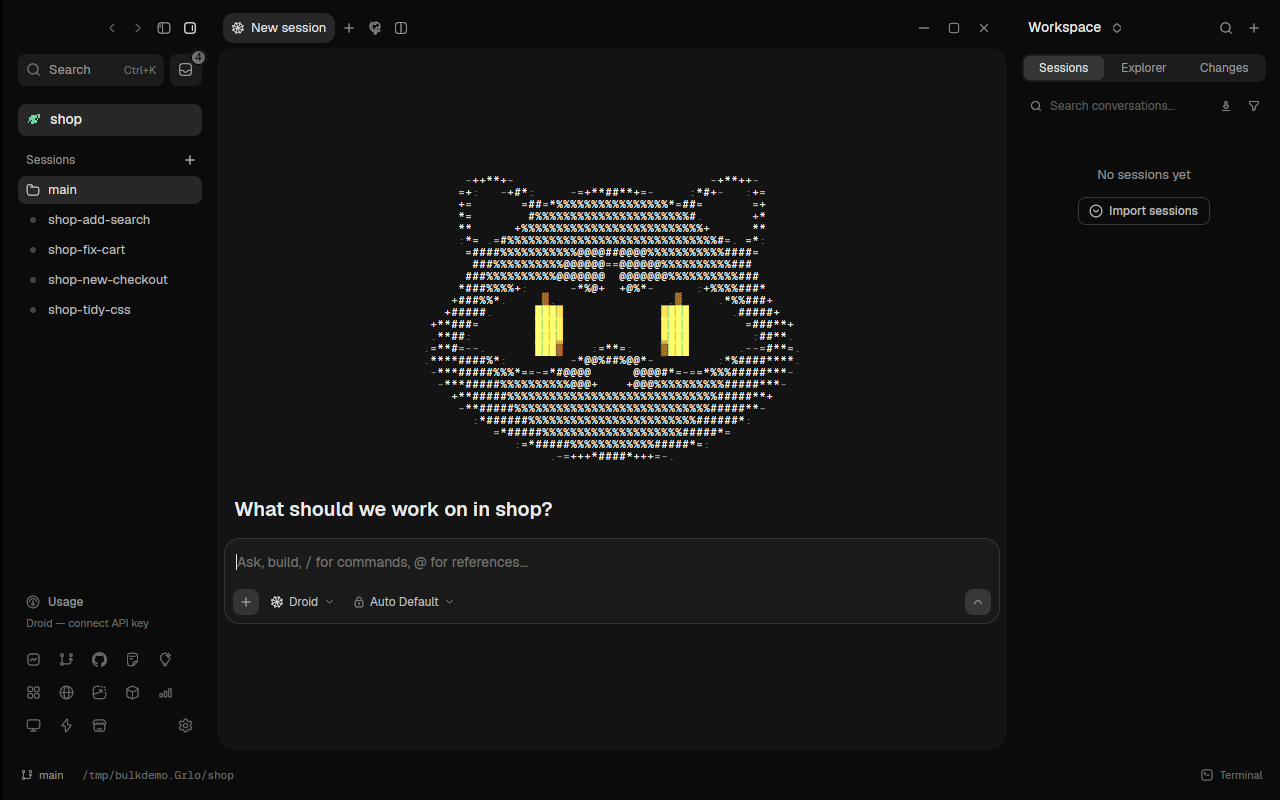 New session
Search Ctrl+K
4
shop
Sessions
main
shop-add-search
shop-fix-cart
shop-new-checkout
shop-tidy-css
Usage
Droid — connect API key
What should we work on in shop?
Ask, build, / for commands, @ for references...
Droid
Auto Default
Workspace
Sessions Explorer Changes
Search conversations...
No sessions yet
Import sessions
main /tmp/bulkdemo.Grlo/shop
Terminal